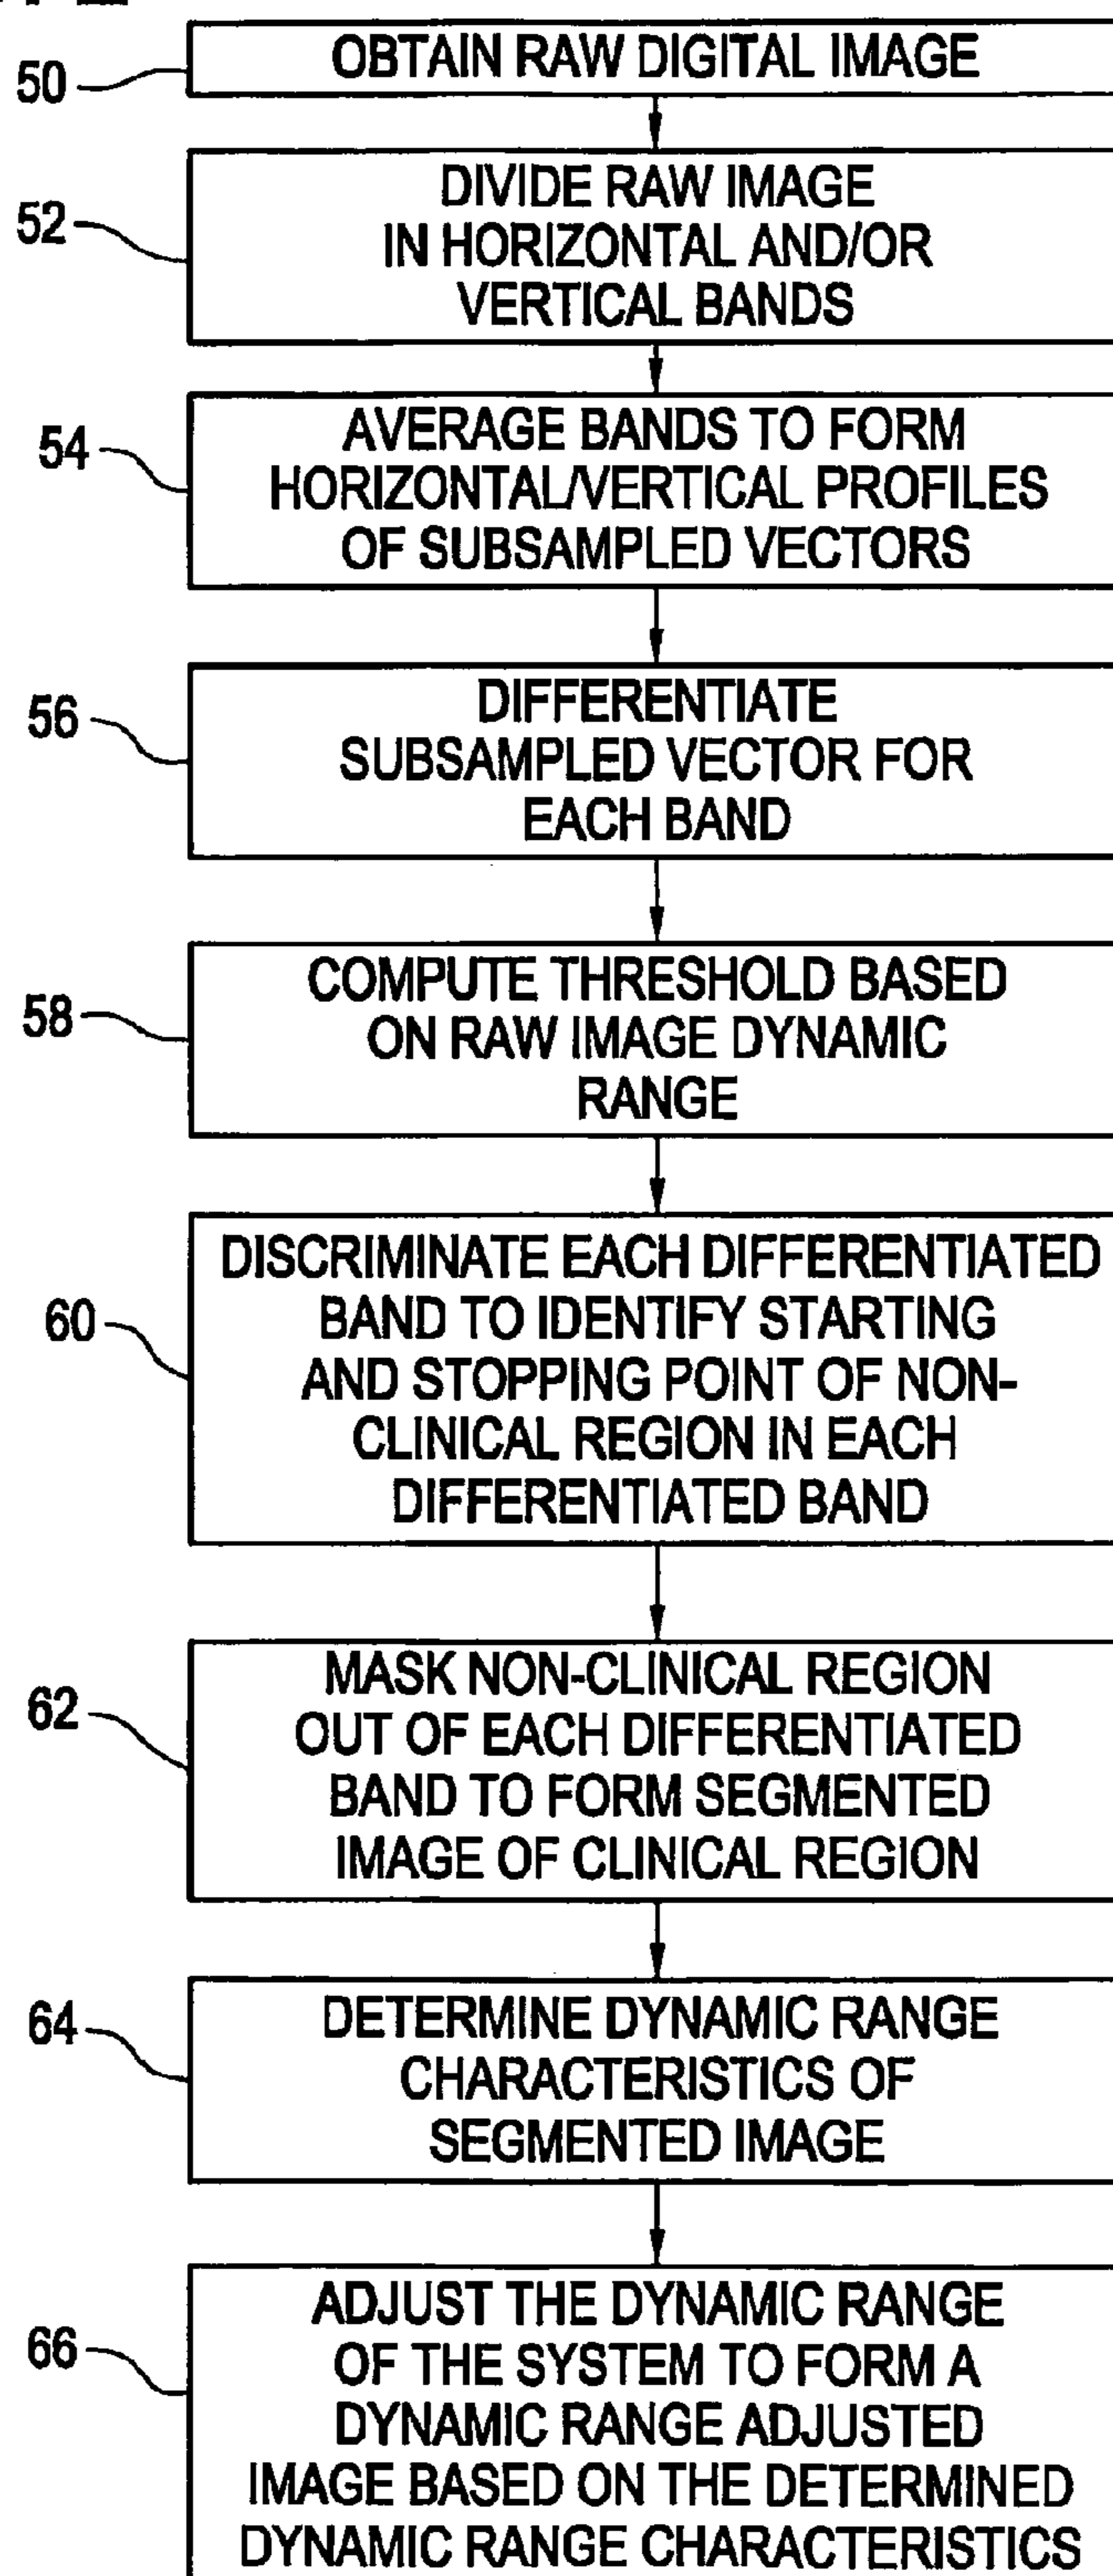 50
OBTAIN RAW DIGITAL IMAGE
52
DIVIDE RAW IMAGE
IN HORIZONTAL AND/OR
VERTICAL BANDS
54
AVERAGE BANDS TO FORM
HORIZONTAL/VERTICAL PROFILES
OF SUBSAMPLED VECTORS
56
DIFFERENTIATE
SUBSAMPLED VECTOR FOR
EACH BAND
58
COMPUTE THRESHOLD BASED
ON RAW IMAGE DYNAMIC
RANGE
60
DISCRIMINATE EACH DIFFERENTIATED
BAND TO IDENTIFY STARTING
AND STOPPING POINT OF NON-
CLINICAL REGION IN EACH
DIFFERENTIATED BAND
62
MASK NON-CLINICAL REGION
OUT OF EACH DIFFERENTIATED
BAND TO FORM SEGMENTED
IMAGE OF CLINICAL REGION
64
DETERMINE DYNAMIC RANGE
CHARACTERISTICS OF
SEGMENTED IMAGE
66
ADJUST THE DYNAMIC RANGE
OF THE SYSTEM TO FORM A
DYNAMIC RANGE ADJUSTED
IMAGE BASED ON THE DETERMINED
DYNAMIC RANGE CHARACTERISTICS